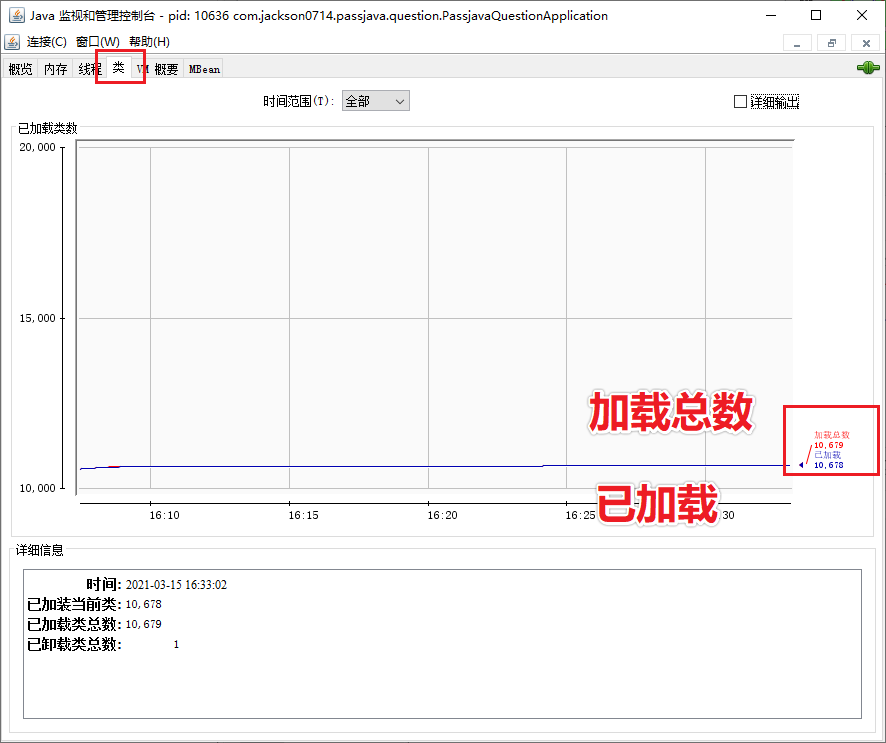 Java 监视和管理控制台 - pid: 10636 com.jackson0714.passjava.question.PassjavaQuestionApplication
连接(C) 窗口(W) 帮助(H)
概览 内存 线程 类 VM 概要 MBean
时间范围(T): 全部 详细输出
已加载类数
20,000
15,000
加载总数
加载总数
10,679
已加载
10,678
10,000
已加载
16:10 16:15 16:20 16:25 30
详细信息
时间: 2021-03-15 16:33:02
已加装当前类: 10,678
已加载类总数: 10,679
已卸载类总数: 1